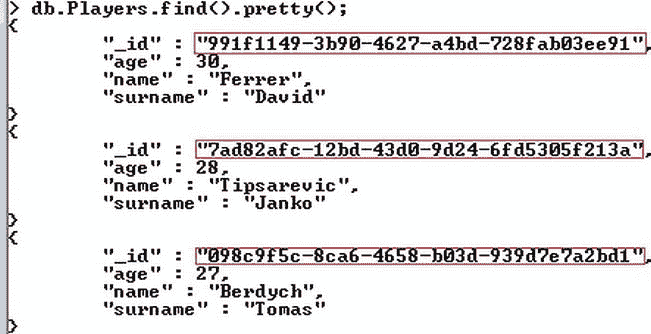 > db.Players.find().pretty();
{
"_id" : "991f1149-3b90-4627-a4bd-728fab03ee91",
"age" : 30,
"name" : "Ferrer",
"surname" : "David"
}
{
"_id" : "7ad82afc-12bd-43d0-9d24-6fd5305f213a",
"age" : 28,
"name" : "Tipsarevic",
"surname" : "Janko"
}
{
"_id" : "098c9f5c-8ca6-4658-b03d-939d7e7a2bd1",
"age" : 27,
"name" : "Berdych",
"surname" : "Tomas"
}